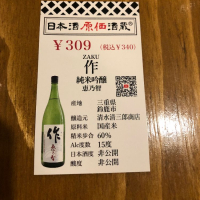 日本酒原価酒蔵®
￥309（税込￥340）
ZAKU
作
純米吟醸
恵乃智
産地 三重県
鈴鹿市
醸造元 清水清三郎商店
原料米 国産米
精米歩合 60%
Alc度数 15度
日本酒度 非公開
酸度 非公開
作